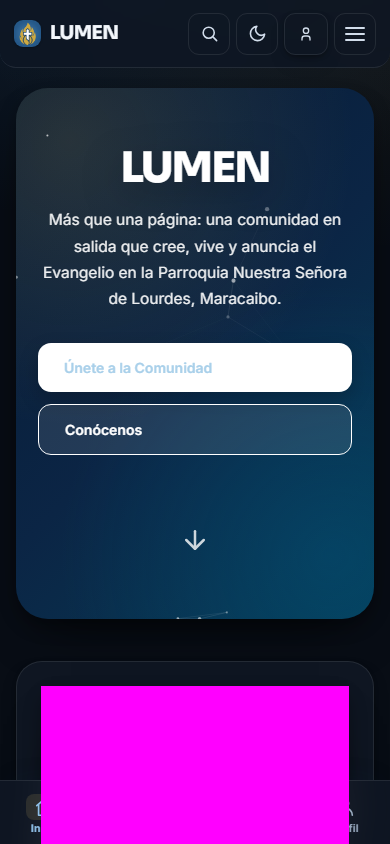 LUMEN
LUMEN
Más que una página: una comunidad en
salida que cree, vive y anuncia el
Evangelio en la Parroquia Nuestra Señora
de Lourdes, Maracaibo.
Únete a la Comunidad
Conócenos